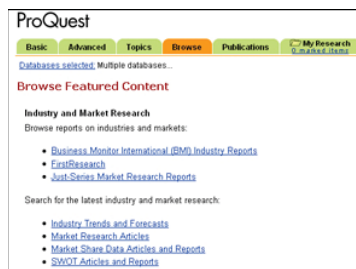 ProQuest
Basic Advanced Topics Browse Publications My Research
0 marked items
Databases selected: Multiple databases...
Browse Featured Content
Industry and Market Research
Browse reports on industries and markets:
Business Monitor International (BMI) Industry Reports
FirstResearch
Just-Series Market Research Reports
Search for the latest industry and market research:
Industry Trends and Forecasts
Market Research Articles
Market Share Data Articles and Reports
SWOT Articles and Reports